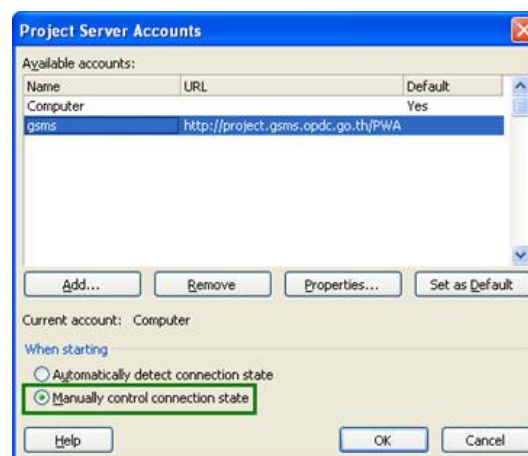 Project Server Accounts
Available accounts:
Name URL Default
Computer Yes
gsms http://project.gsms.opdc.go.th/PWA
Add... Remove Properties... Set as Default
Current account: Computer
When starting
Automatically detect connection state
Manually control connection state
Help OK Cancel